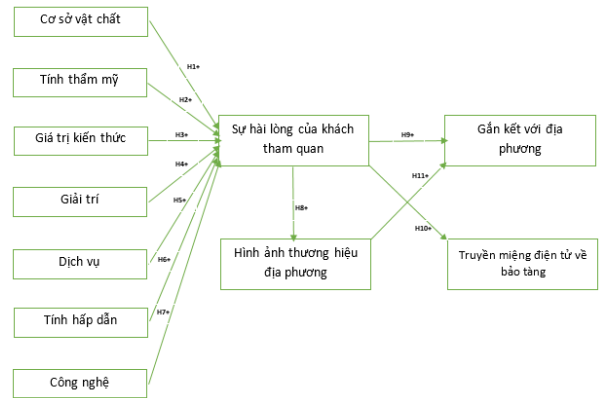 Cơ sở vật chất
H1+
Tính thẩm mỹ
H2+
Giá trị kiến thức
H3+
Sự hài lòng của khách
tham quan
H9+
Gắn kết với địa
phương
H4+
H11+
Giải trí
H5+
H8+
H10+
Dịch vụ
H6+
Hình ảnh thương hiệu
địa phương
Truyền miệng điện tử về
bảo tàng
Tính hấp dẫn
H7+
Công nghệ